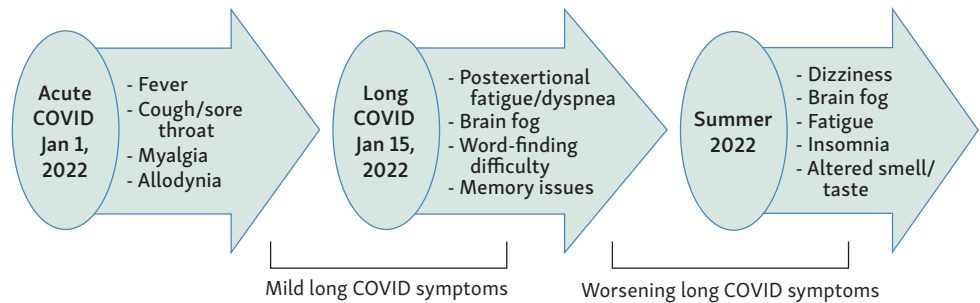 Acute
COVID
Jan 1,
2022
- Fever
- Cough/sore
throat
- Myalgia
- Allodynia
Long
COVID
Jan 15,
2022
- Postexertional
fatigue/dyspnea
- Brain fog
- Word-finding
difficulty
- Memory issues
Summer
2022
- Dizziness
- Brain fog
- Fatigue
- Insomnia
- Altered smell/
taste
Mild long COVID symptoms
Worsening long COVID symptoms